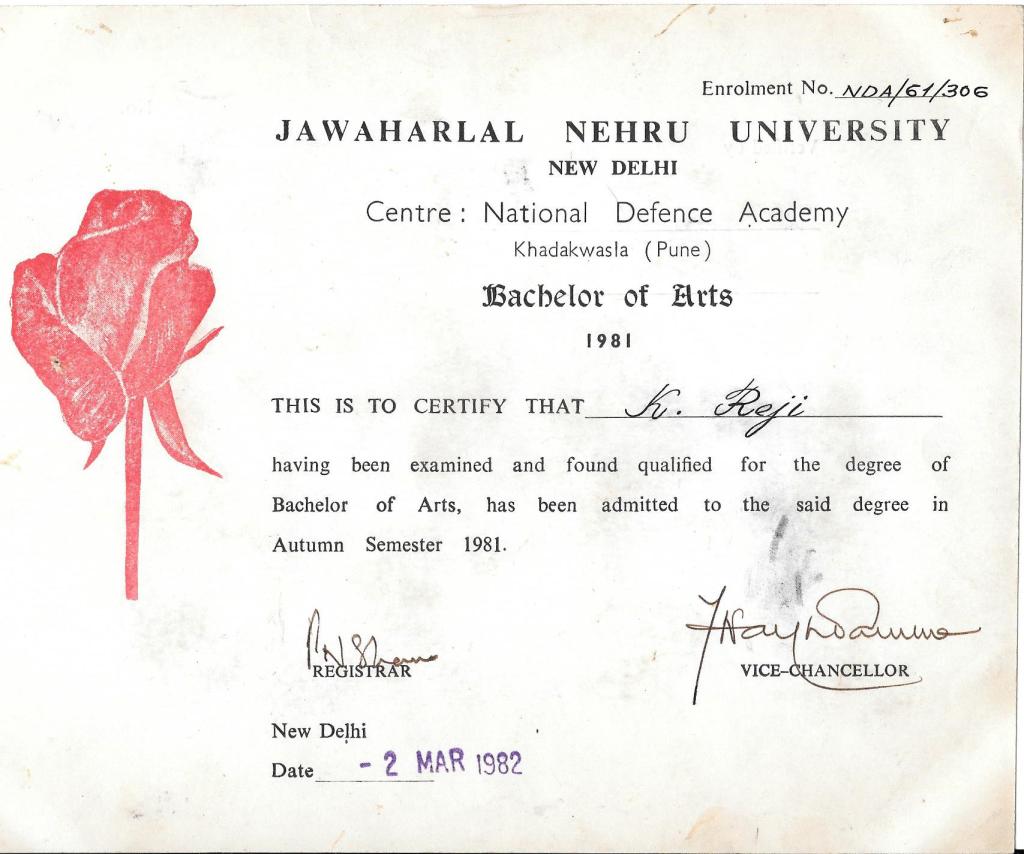 Enrolment No. NDA/61/306
JAWAHARLAL NEHRU UNIVERSITY
NEW DELHI
Centre : National Defence Academy
Khadakwasla (Pune)
Bachelor of Arts
1981
THIS IS TO CERTIFY THAT K. Reji
having been examined and found qualified for the degree of
Bachelor of Arts, has been admitted to the said degree in
Autumn Semester 1981.
REGISTRAR
VICE-CHANCELLOR
New Delhi
Date - 2 MAR 1982